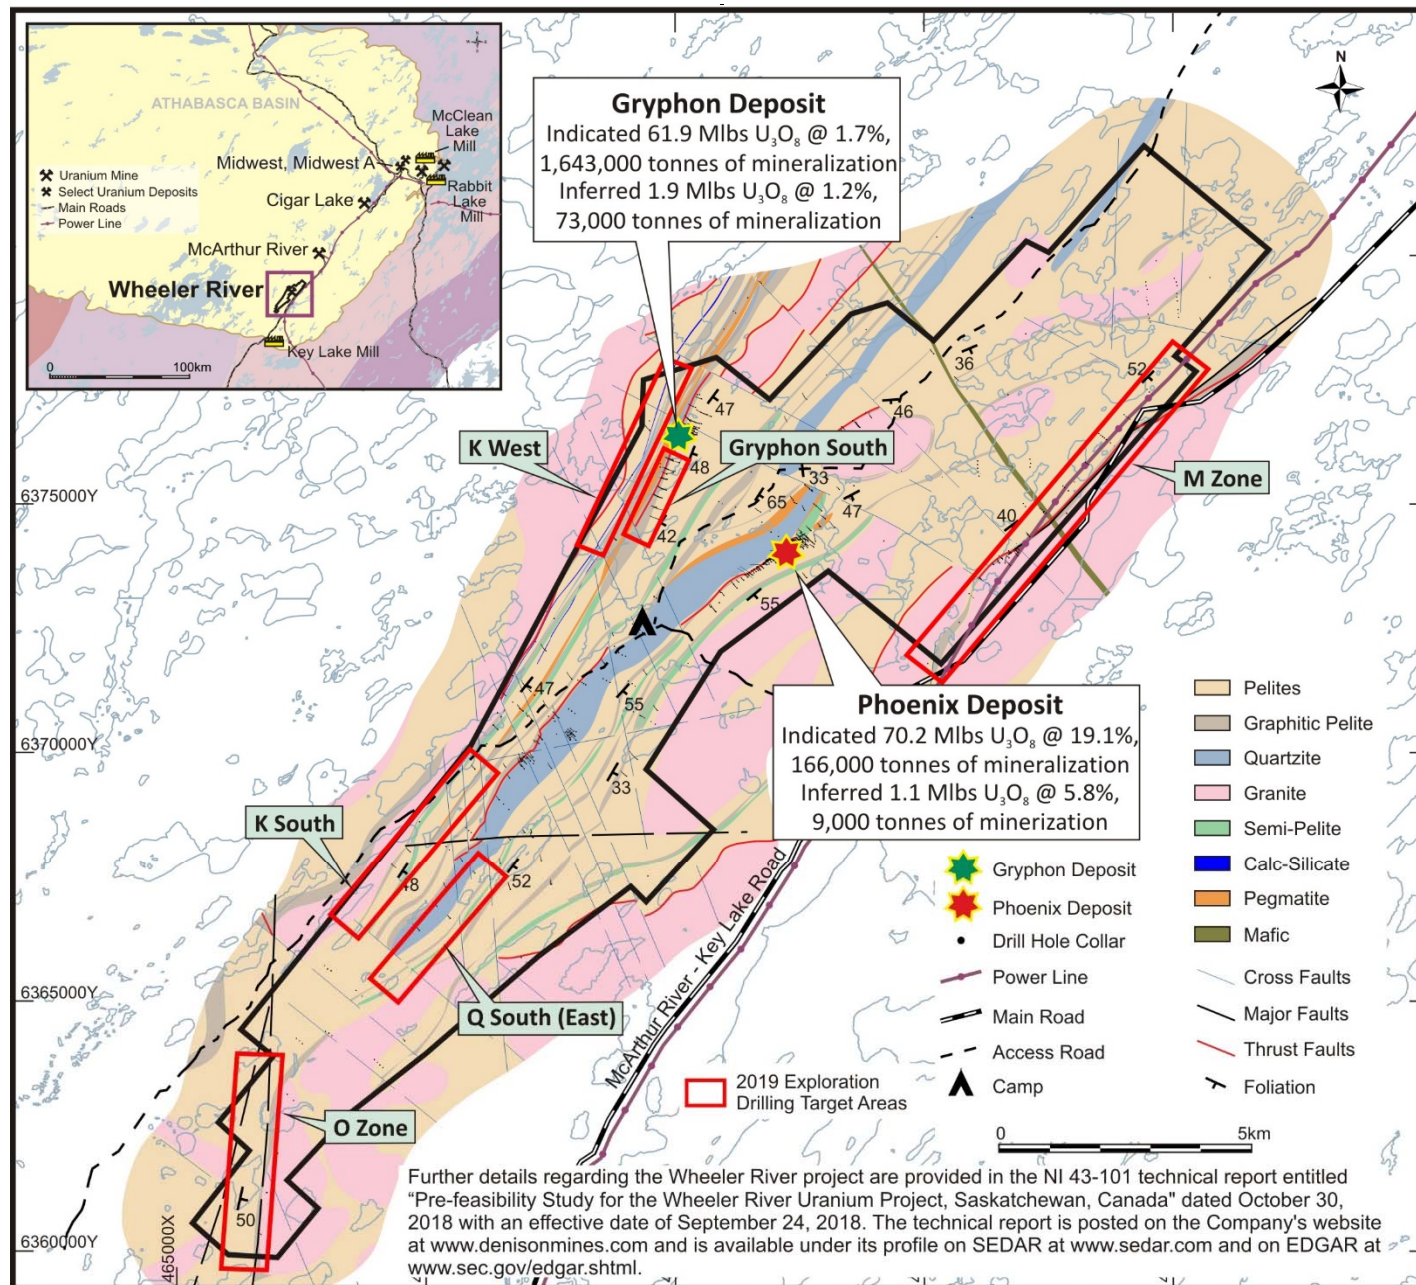 ATHABASCA BASIN
McClean
Lake
Mill
Midwest, Midwest A
Uranium Mine
Select Uranium Deposits
Main Roads
Power Line
Rabbit
Lake
Mill
Cigar Lake
McArthur River
Wheeler River
Key Lake Mill
0 100km
N
Gryphon Deposit
Indicated 61.9 Mlbs U₃O₈ @ 1.7%,
1,643,000 tonnes of mineralization
Inferred 1.9 Mlbs U₃O₈ @ 1.2%,
73,000 tonnes of mineralization
36
52
47
46
K West
Gryphon South
48
33
M Zone
6375000Y
65
47
40
42
55
47
55
Phoenix Deposit
Indicated 70.2 Mlbs U₃O₈ @ 19.1%,
166,000 tonnes of mineralization
Inferred 1.1 Mlbs U₃O₈ @ 5.8%,
9,000 tonnes of minerization
6370000Y
33
K South
48
52
6365000Y
Q South (East)
McArthur River - Key Lake Road
O Zone
50
6360000Y
465000X
Pelites
Graphitic Pelite
Quartzite
Granite
Semi-Pelite
Calc-Silicate
Pegmatite
Mafic
Cross Faults
Major Faults
Thrust Faults
Foliation
Gryphon Deposit
Phoenix Deposit
Drill Hole Collar
Power Line
Main Road
Access Road
Camp
2019 Exploration
Drilling Target Areas
0 5km
Further details regarding the Wheeler River project are provided in the NI 43-101 technical report entitled
“Pre-feasibility Study for the Wheeler River Uranium Project, Saskatchewan, Canada" dated October 30,
2018 with an effective date of September 24, 2018. The technical report is posted on the Company's website
at www.denisonmines.com and is available under its profile on SEDAR at www.sedar.com and on EDGAR at
www.sec.gov/edgar.shtml.